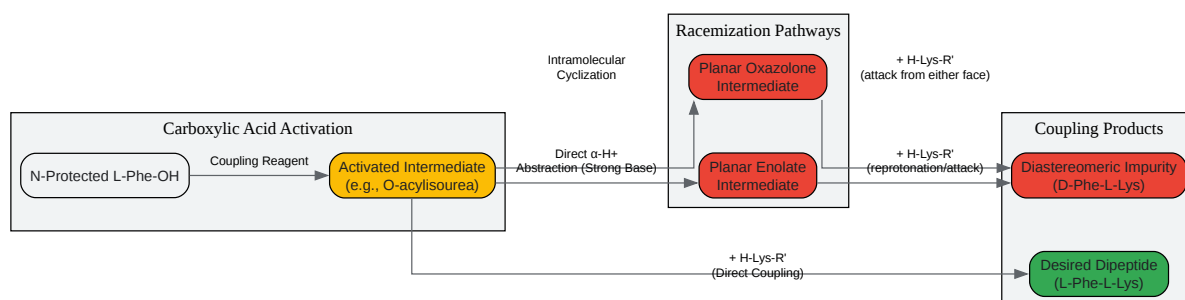 Racemization Pathways
Intramolecular
Cyclization
Planar Oxazolone
Intermediate
+ H-Lys-R'
(attack from either face)
Carboxylic Acid Activation
Coupling Products
N-Protected L-Phe-OH
Coupling Reagent
Activated Intermediate
(e.g., O-acylisourea)
Direct α-H+
Abstraction (Strong Base)
Planar Enolate
Intermediate
+ H-Lys-R'
(reprotonation/attack)
Diastereomeric Impurity
(D-Phe-L-Lys)
+ H-Lys-R'
(Direct Coupling)
Desired Dipeptide
(L-Phe-L-Lys)